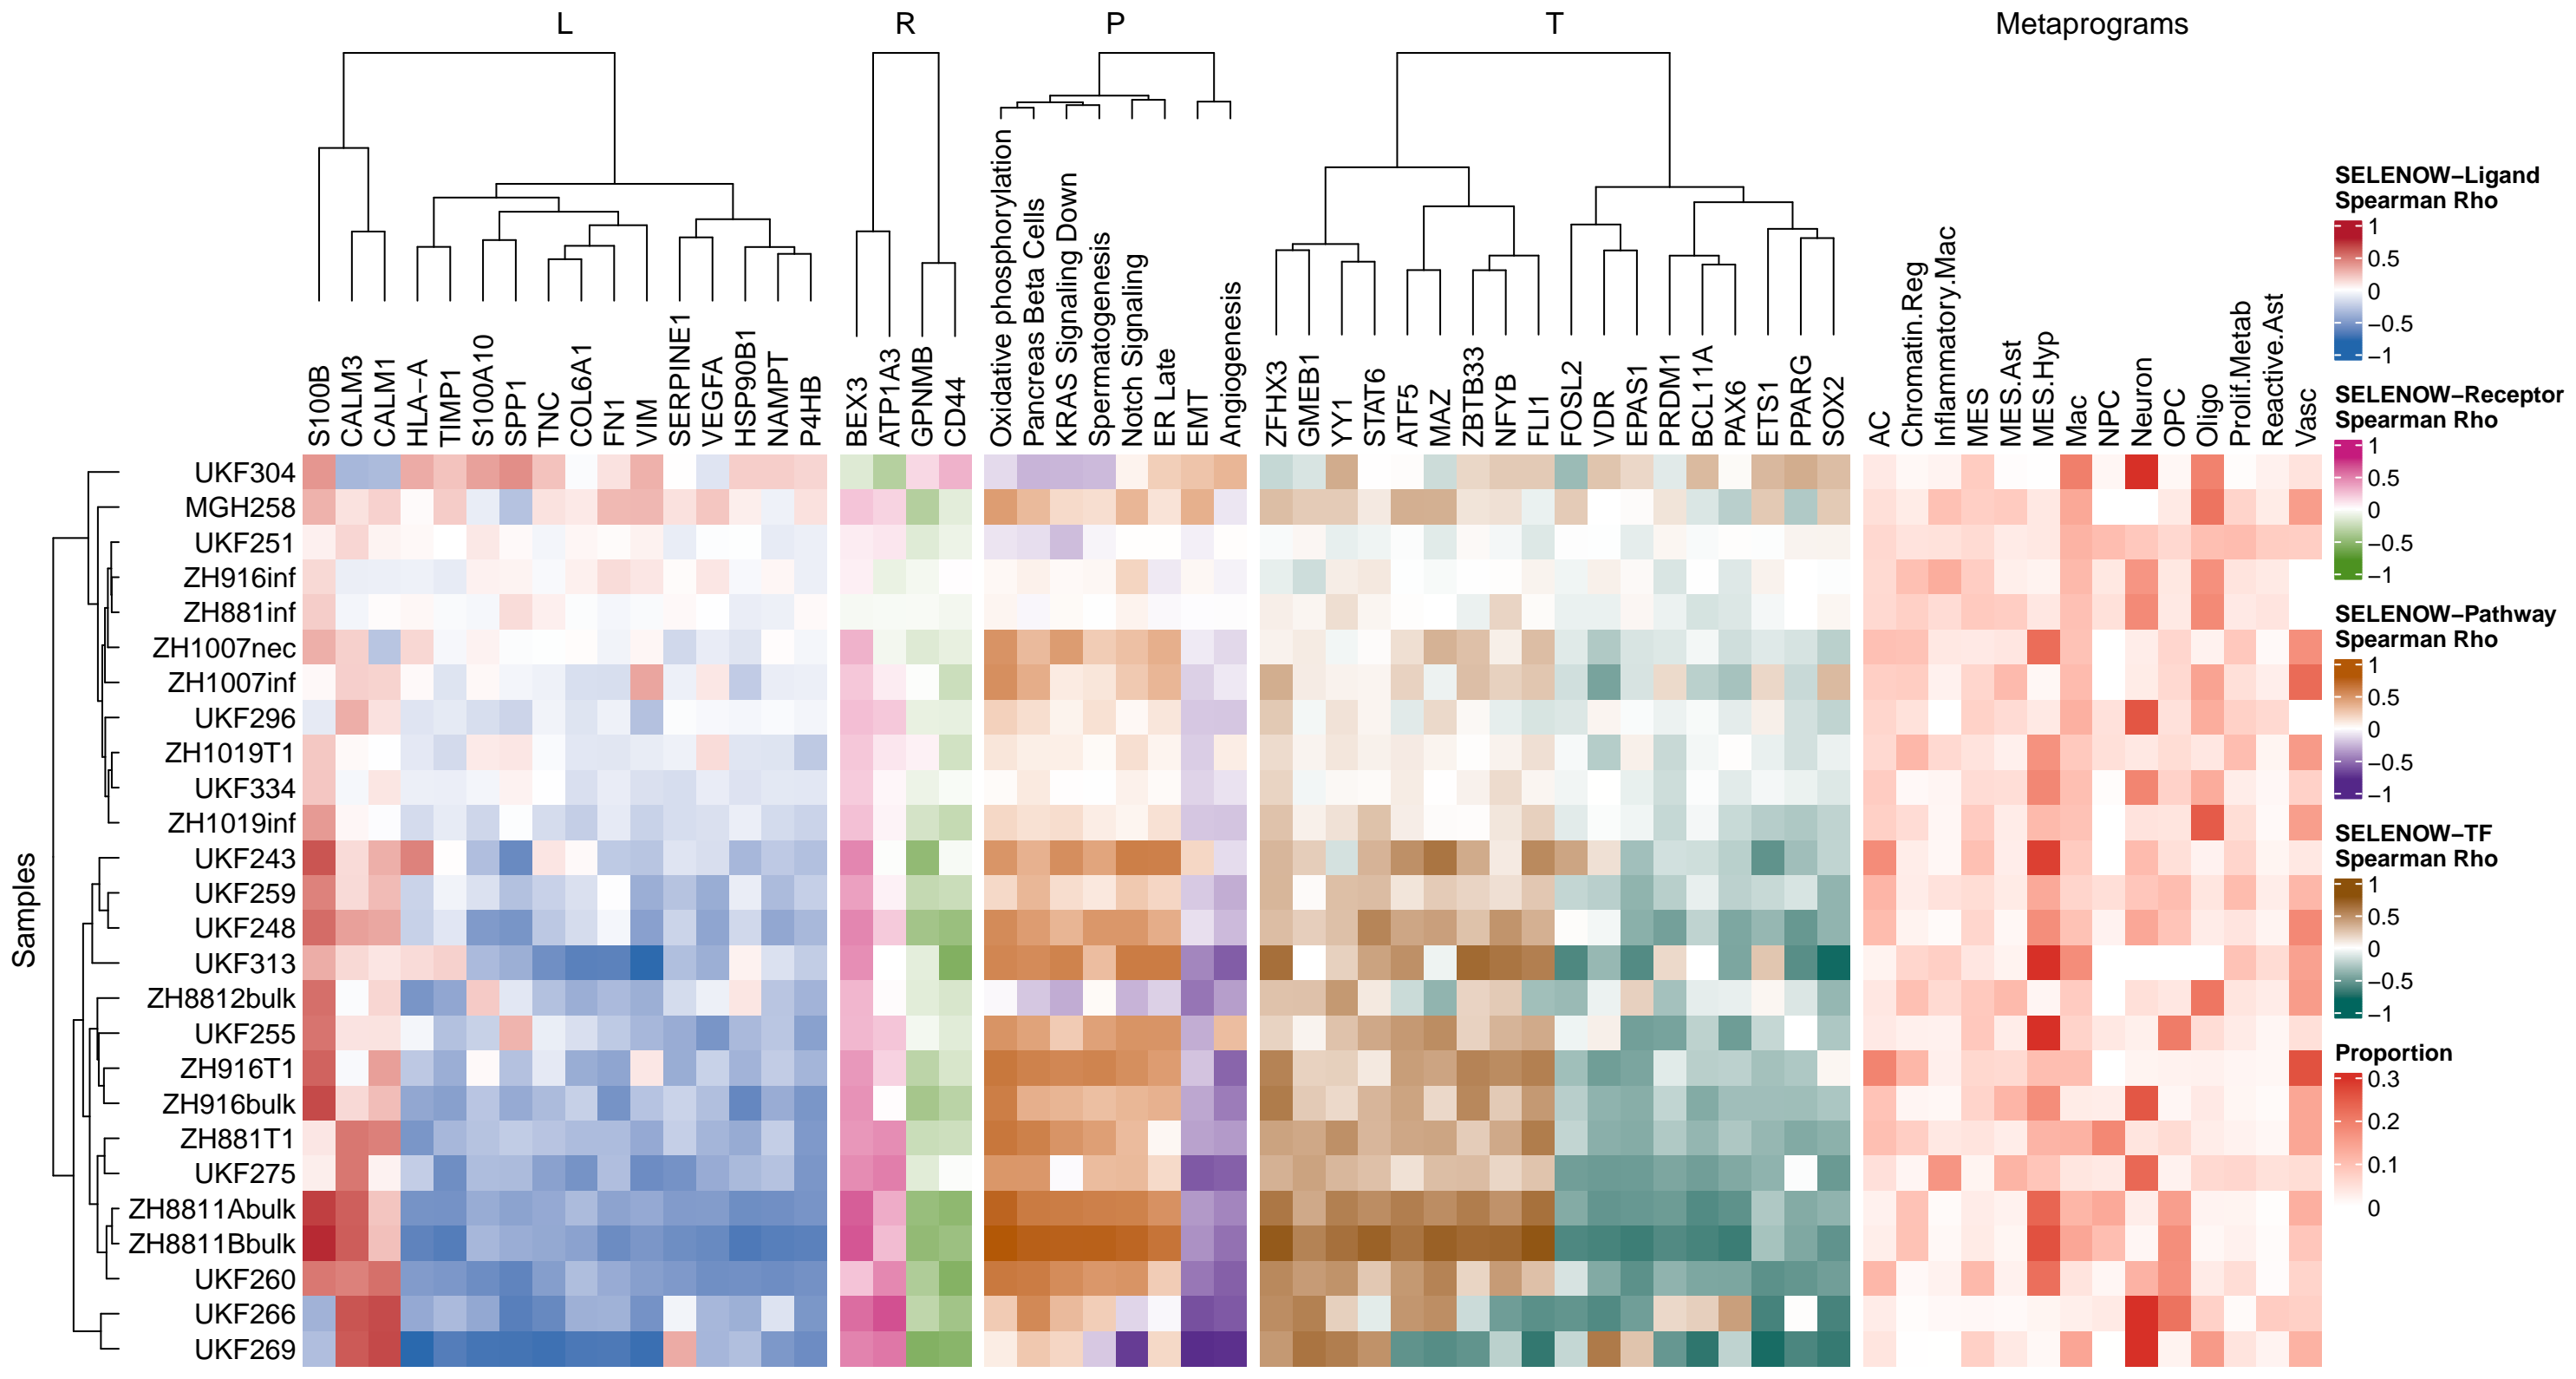 L
R
P
T
Metaprograms
S100B
CALM3
CALM1
HLA−A
TIMP1
S100A10
SPP1
TNC
COL6A1
FN1
VIM
SERPINE1
VEGFA
HSP90B1
NAMPT
P4HB
BEX3
ATP1A3
GPNMB
CD44
Oxidative phosphorylation
Pancreas Beta Cells
KRAS Signaling Down
Spermatogenesis
Notch Signaling
ER Late
EMT
Angiogenesis
ZFHX3
GMEB1
YY1
STAT6
ATF5
MAZ
ZBTB33
NFYB
FLI1
FOSL2
VDR
EPAS1
PRDM1
BCL11A
PAX6
ETS1
PPARG
SOX2
AC
Chromatin.Reg
Inflammatory.Mac
MES
MES.Ast
MES.Hyp
Mac
NPC
Neuron
OPC
Oligo
Prolif.Metab
Reactive.Ast
Vasc
Samples
UKF304
MGH258
UKF251
ZH916inf
ZH881inf
ZH1007nec
ZH1007inf
UKF296
ZH1019T1
UKF334
ZH1019inf
UKF243
UKF259
UKF248
UKF313
ZH8812bulk
UKF255
ZH916T1
ZH916bulk
ZH881T1
UKF275
ZH8811Abulk
ZH8811Bbulk
UKF260
UKF266
UKF269
SELENOW−Ligand
Spearman Rho
1
0.5
0
−0.5
−1
SELENOW−Receptor
Spearman Rho
1
0.5
0
−0.5
−1
SELENOW−Pathway
Spearman Rho
1
0.5
0
−0.5
−1
SELENOW−TF
Spearman Rho
1
0.5
0
−0.5
−1
Proportion
0.3
0.2
0.1
0